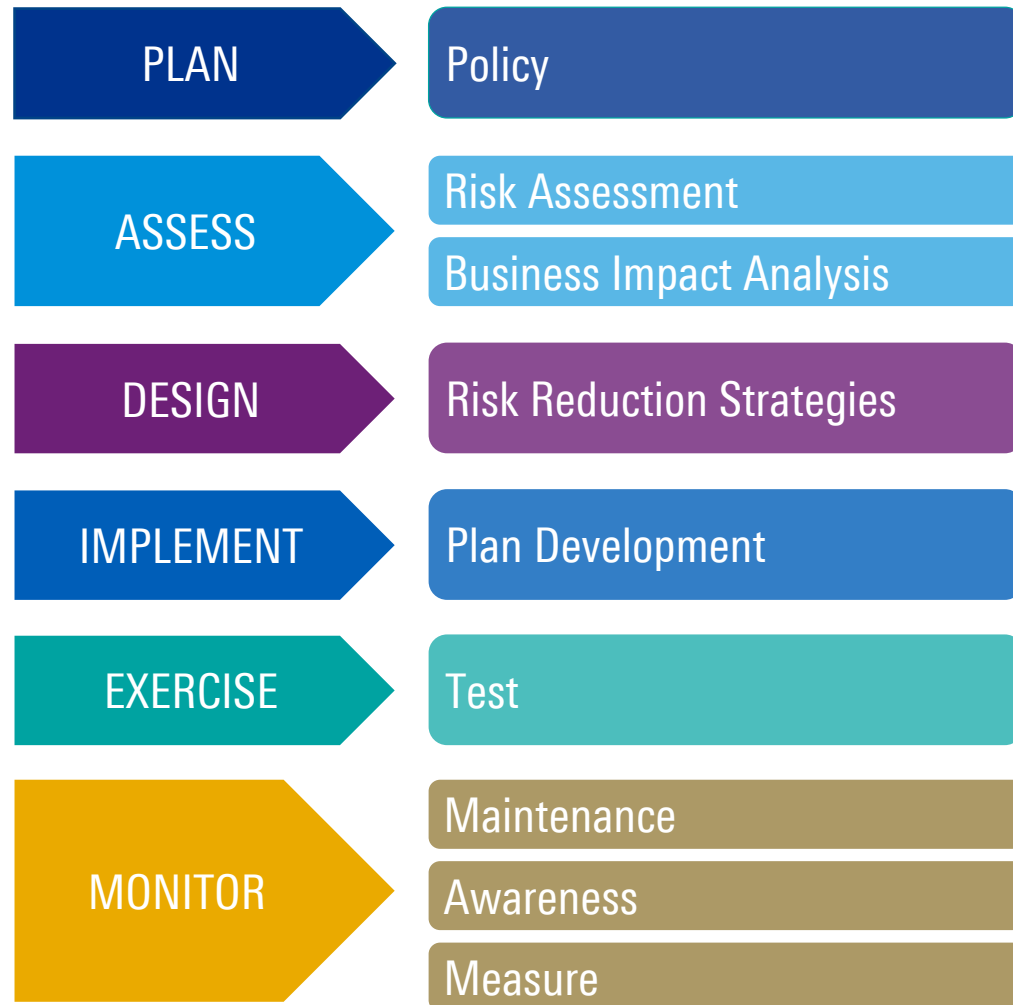 PLAN
Policy
ASSESS
Risk Assessment
Business Impact Analysis
DESIGN
Risk Reduction Strategies
IMPLEMENT
Plan Development
EXERCISE
Test
MONITOR
Maintenance
Awareness
Measure